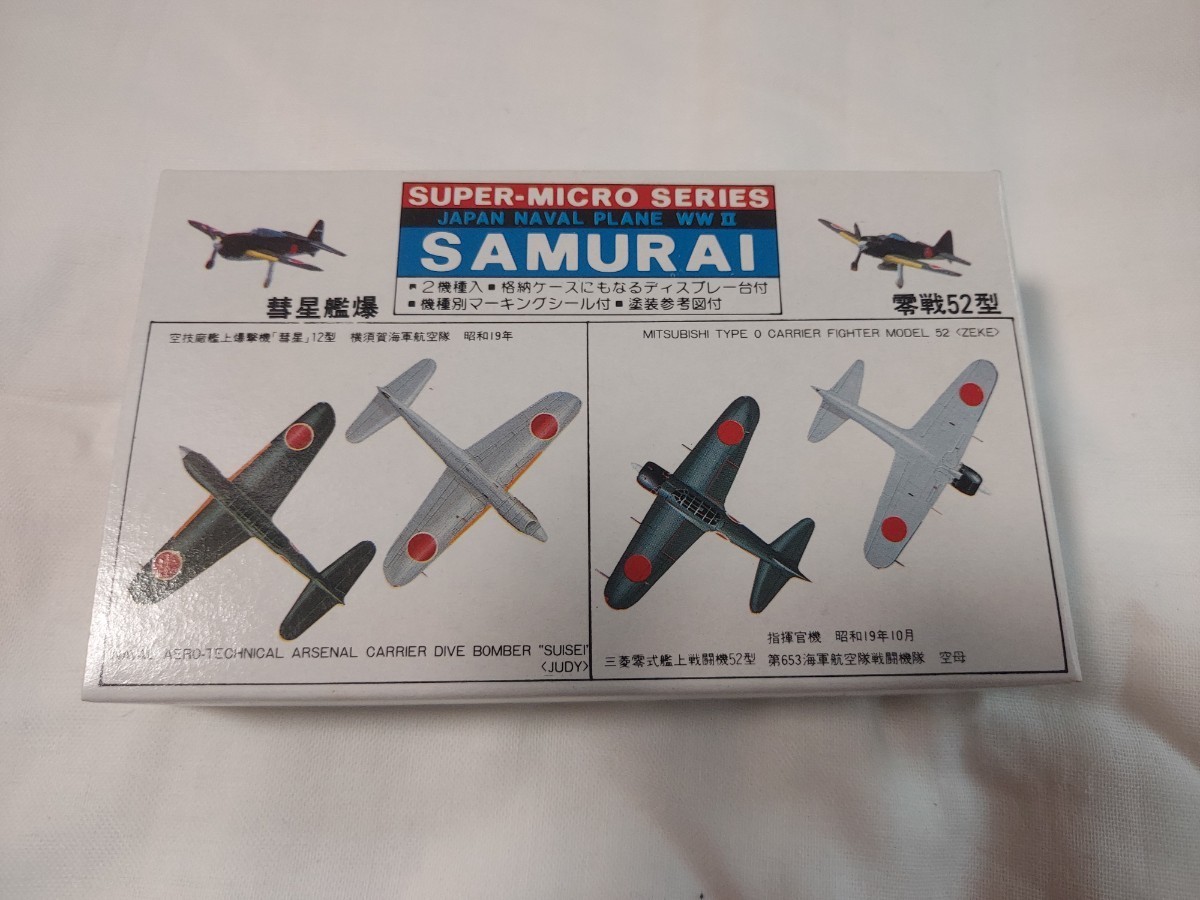 SUPER-MICRO SERIES
JAPAN NAVAL PLANE WW II
SAMURAI
■2機種入■格納ケースにもなるディスプレー台付
■機種別マーキングシール付■塗装参考図付
彗星艦爆
零戦52型
空技廠艦上爆撃機「彗星」12型 横須賀海軍航空隊 昭和19年
MITSUBISHI TYPE 0 CARRIER FIGHTER MODEL 52 〈ZEKE〉
NAVAL AERO-TECHNICAL ARSENAL CARRIER DIVE BOMBER "SUISEI"
〈JUDY〉
指揮官機 昭和19年10月
三菱零式艦上戦闘機52型 第653海軍航空隊戦闘機隊 空母